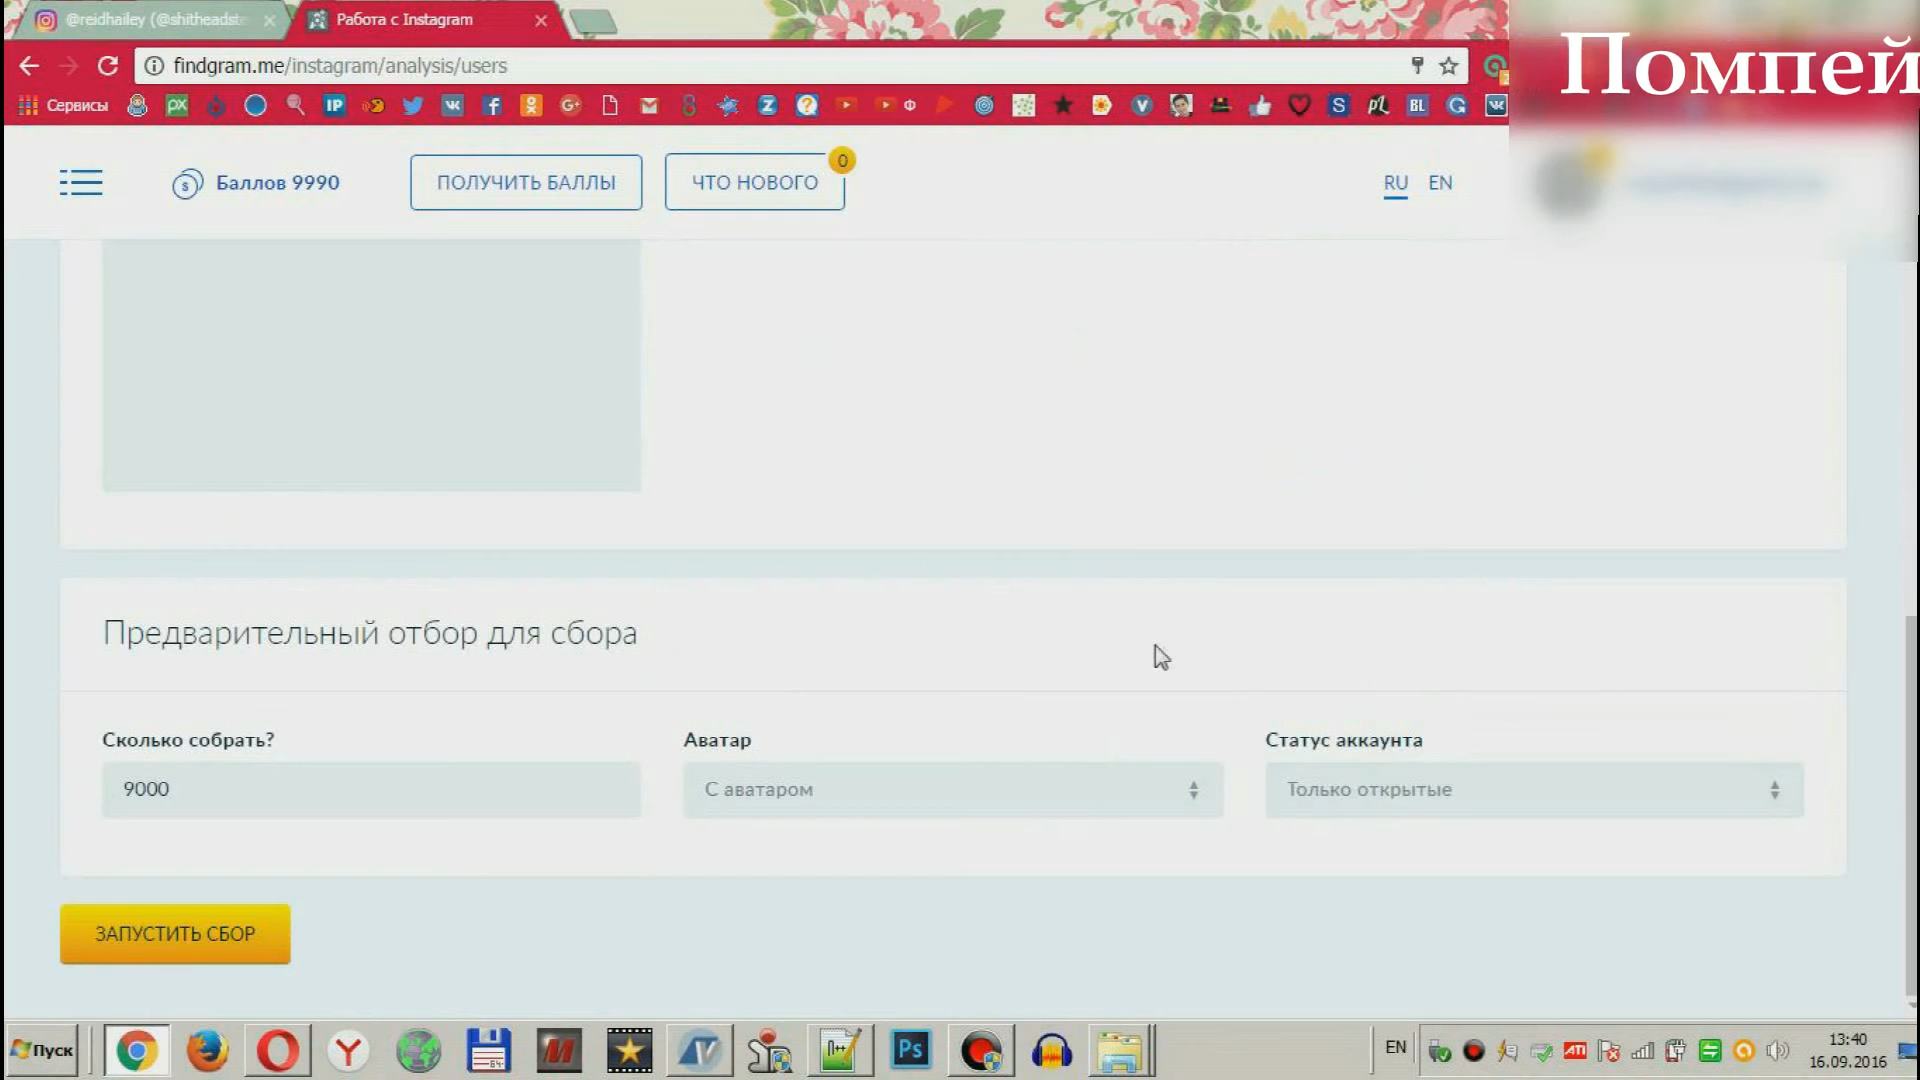 @reidhailey (@shitheadste
Работа с Instagram
Помпей
findgram.me/instagram/analysis/users
Сервисы
Баллов 9990
ПОЛУЧИТЬ БАЛЛЫ
ЧТО НОВОГО
0
RU EN
Предварительный отбор для сбора
Сколько собрать?
Аватар
Статус аккаунта
9000
С аватаром
Только открытые
ЗАПУСТИТЬ СБОР
Пуск
EN
13:40
16.09.2016